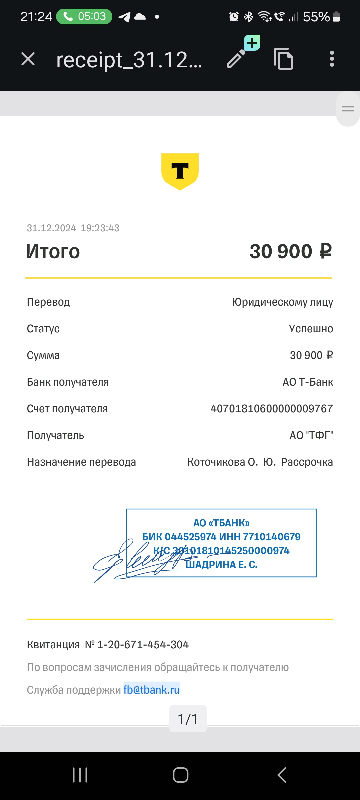 21:24
05:03
55%
receipt_31.12...
31.12.2024 19:23:43
Итого 30 900 ₽
Перевод Юридическому лицу
Статус Успешно
Сумма 30 900 ₽
Банк получателя АО Т-Банк
Счет получателя 40701810600000009767
Получатель АО "ТФГ"
Назначение перевода Коточикова О. Ю. Рассрочка
АО «ТБАНК»
БИК 044525974 ИНН 7710140679
К/С 30101810145250000974
ШАДРИНА Е. С.
Квитанция № 1-20-671-454-304
По вопросам зачисления обращайтесь к получателю
Служба поддержки fb@tbank.ru
1/1